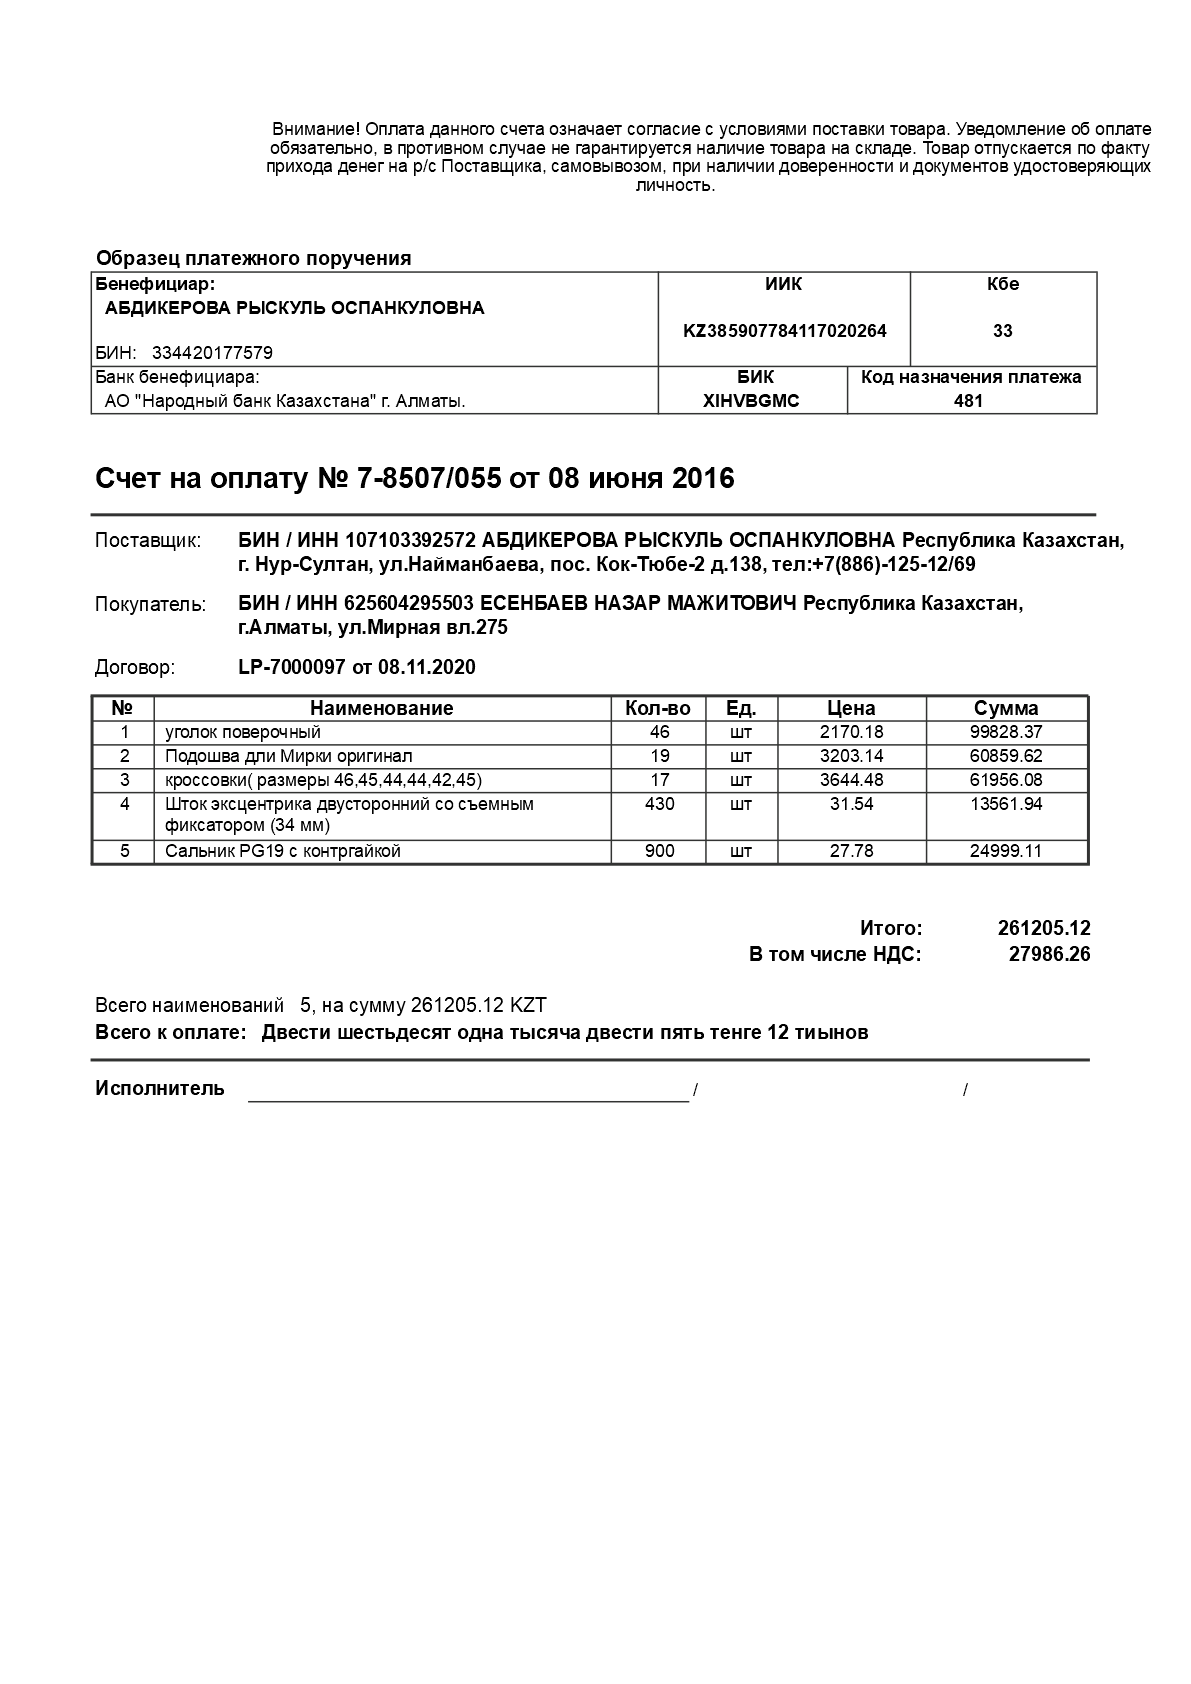 Внимание! Оплата данного счета означает согласие с условиями поставки товара. Уведомление об оплате
обязательно, в противном случае не гарантируется наличие товара на складе. Товар отпускается по факту
прихода денег на р/с Поставщика, самовывозом, при наличии доверенности и документов удостоверяющих
личность.
Образец платежного поручения
Бенефициар: ИИК Кбе
АБДИКЕРОВА РЫСКУЛЬ ОСПАНКУЛОВНА
KZ385907784117020264 33
БИН: 334420177579
Банк бенефициара: БИК Код назначения платежа
АО "Народный банк Казахстана" г. Алматы. XIHVBGMC 481
Счет на оплату № 7-8507/055 от 08 июня 2016
Поставщик: БИН / ИНН 107103392572 АБДИКЕРОВА РЫСКУЛЬ ОСПАНКУЛОВНА Республика Казахстан,
г. Нур-Султан, ул.Найманбаева, пос. Кок-Тюбе-2 д.138, тел:+7(886)-125-12/69
Покупатель: БИН / ИНН 625604295503 ЕСЕНБАЕВ НАЗАР МАЖИТОВИЧ Республика Казахстан,
г.Алматы, ул.Мирная вл.275
Договор: LP-7000097 от 08.11.2020
№ Наименование Кол-во Ед. Цена Сумма
1 уголок поверочный 46 шт 2170.18 99828.37
2 Подошва дли Мирки оригинал 19 шт 3203.14 60859.62
3 кроссовки( размеры 46,45,44,44,42,45) 17 шт 3644.48 61956.08
4 Шток эксцентрика двусторонний со съемным 430 шт 31.54 13561.94
фиксатором (34 мм)
5 Сальник PG19 с контргайкой 900 шт 27.78 24999.11
Итого: 261205.12
В том числе НДС: 27986.26
Всего наименований 5, на сумму 261205.12 KZT
Всего к оплате: Двести шестьдесят одна тысяча двести пять тенге 12 тиынов
Исполнитель / /